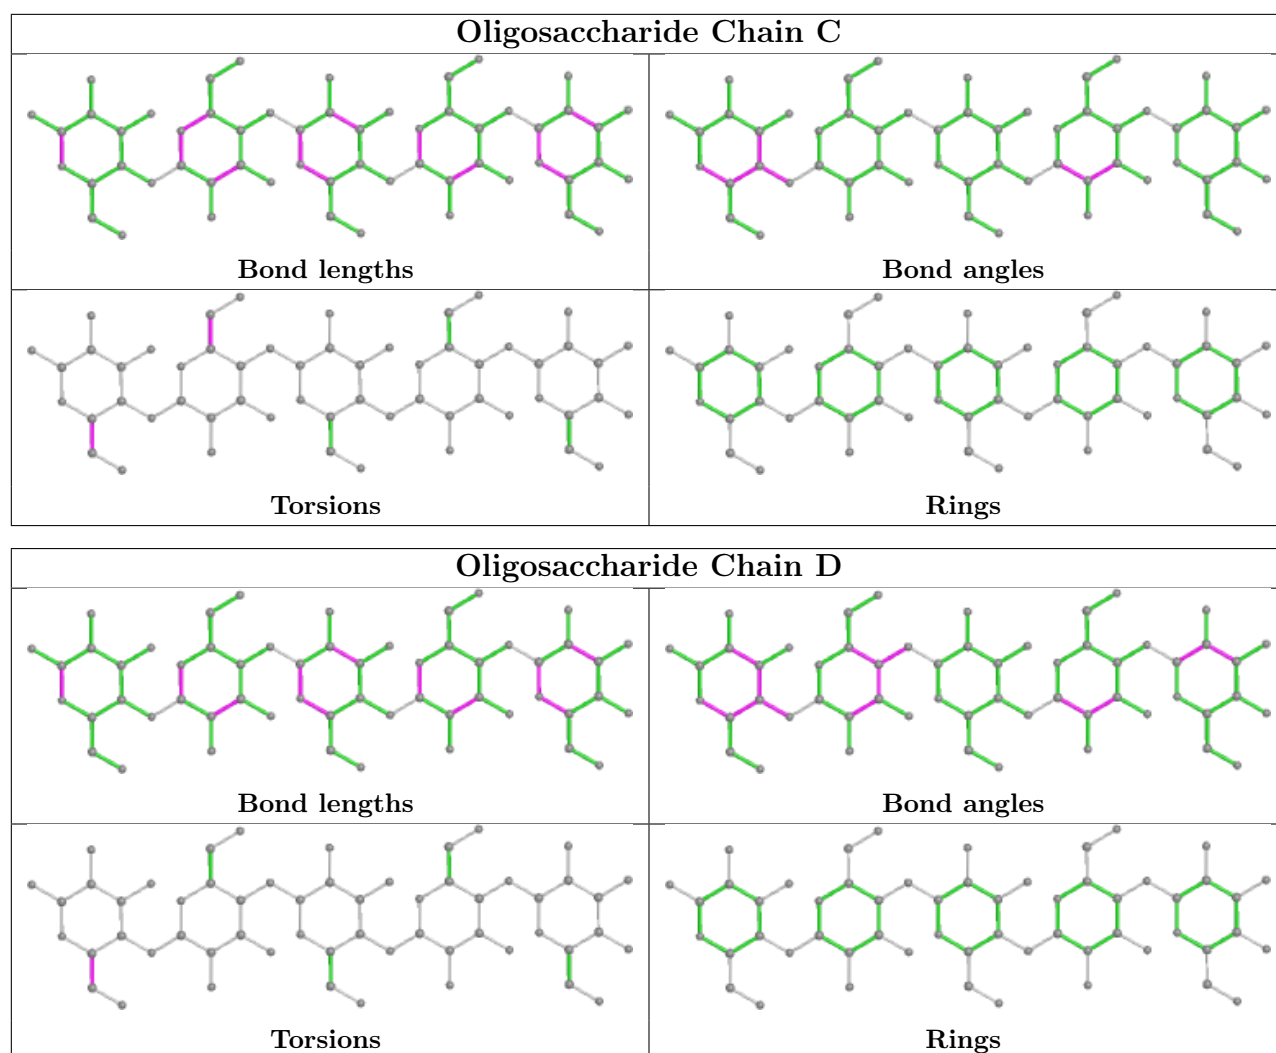 Oligosaccharide Chain C
Bond lengths
Bond angles
Torsions
Rings
Oligosaccharide Chain D
Bond lengths
Bond angles
Torsions
Rings